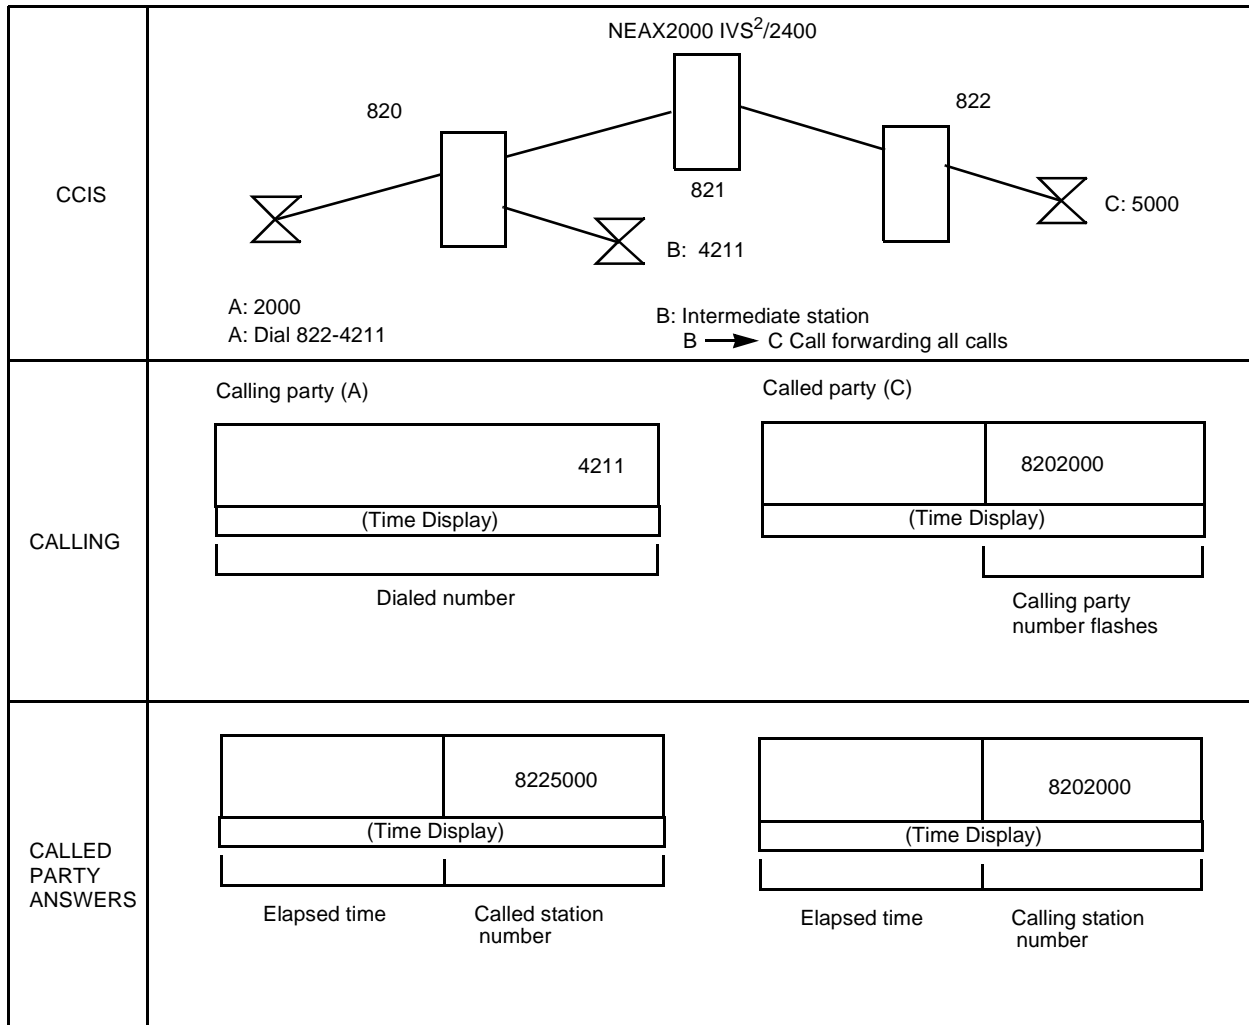 NEAX2000 IVS²/2400
820
822
821
CCIS
C: 5000
B: 4211
A: 2000
A: Dial 822-4211
B: Intermediate station
B → C Call forwarding all calls
CALLING
Calling party (A)
Called party (C)
4211
8202000
(Time Display)
(Time Display)
Dialed number
Calling party
number flashes
CALLED
PARTY
ANSWERS
8225000
8202000
(Time Display)
(Time Display)
Elapsed time
Called station
number
Elapsed time
Calling station
number